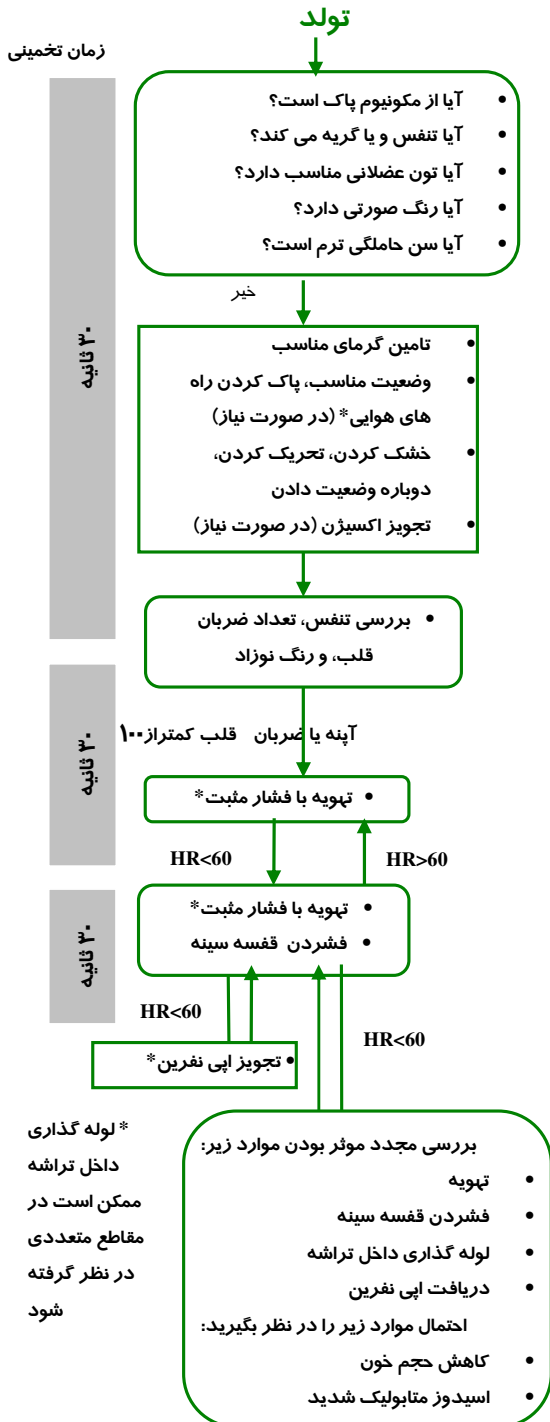 تولد
زمان تخمینی
• آیا از مکونیوم پاک است؟
• آیا تنفس و یا گریه می کند؟
• آیا تون عضلانی مناسب دارد؟
• آیا رنگ صورتی دارد؟
• آیا سن حاملگی ترم است؟
خیر
۳۰ ثانیه
• تامین گرمای مناسب
• وضعیت مناسب، پاک کردن راه
های هوایی* (در صورت نیاز)
• خشک کردن، تحریک کردن،
دوباره وضعیت دادن
• تجویز اکسیژن (در صورت نیاز)
• بررسی تنفس، تعداد ضربان
قلب، و رنگ نوزاد
آپنه یا ضربان قلب کمتراز۱۰۰
۳۰ ثانیه
• تهویه با فشار مثبت*
HR<60
HR>60
۳۰ ثانیه
• تهویه با فشار مثبت*
• فشردن قفسه سینه
HR<60
HR<60
• تجویز اپی نفرین*
* لوله گذاری
داخل تراشه
ممکن است در
مقاطع متعددی
در نظر گرفته
شود
بررسی مجدد موثر بودن موارد زیر:
• تهویه
• فشردن قفسه سینه
• لوله گذاری داخل تراشه
• دریافت اپی نفرین
احتمال موارد زیر را در نظر بگیرید:
• کاهش حجم خون
• اسیدوز متابولیک شدید